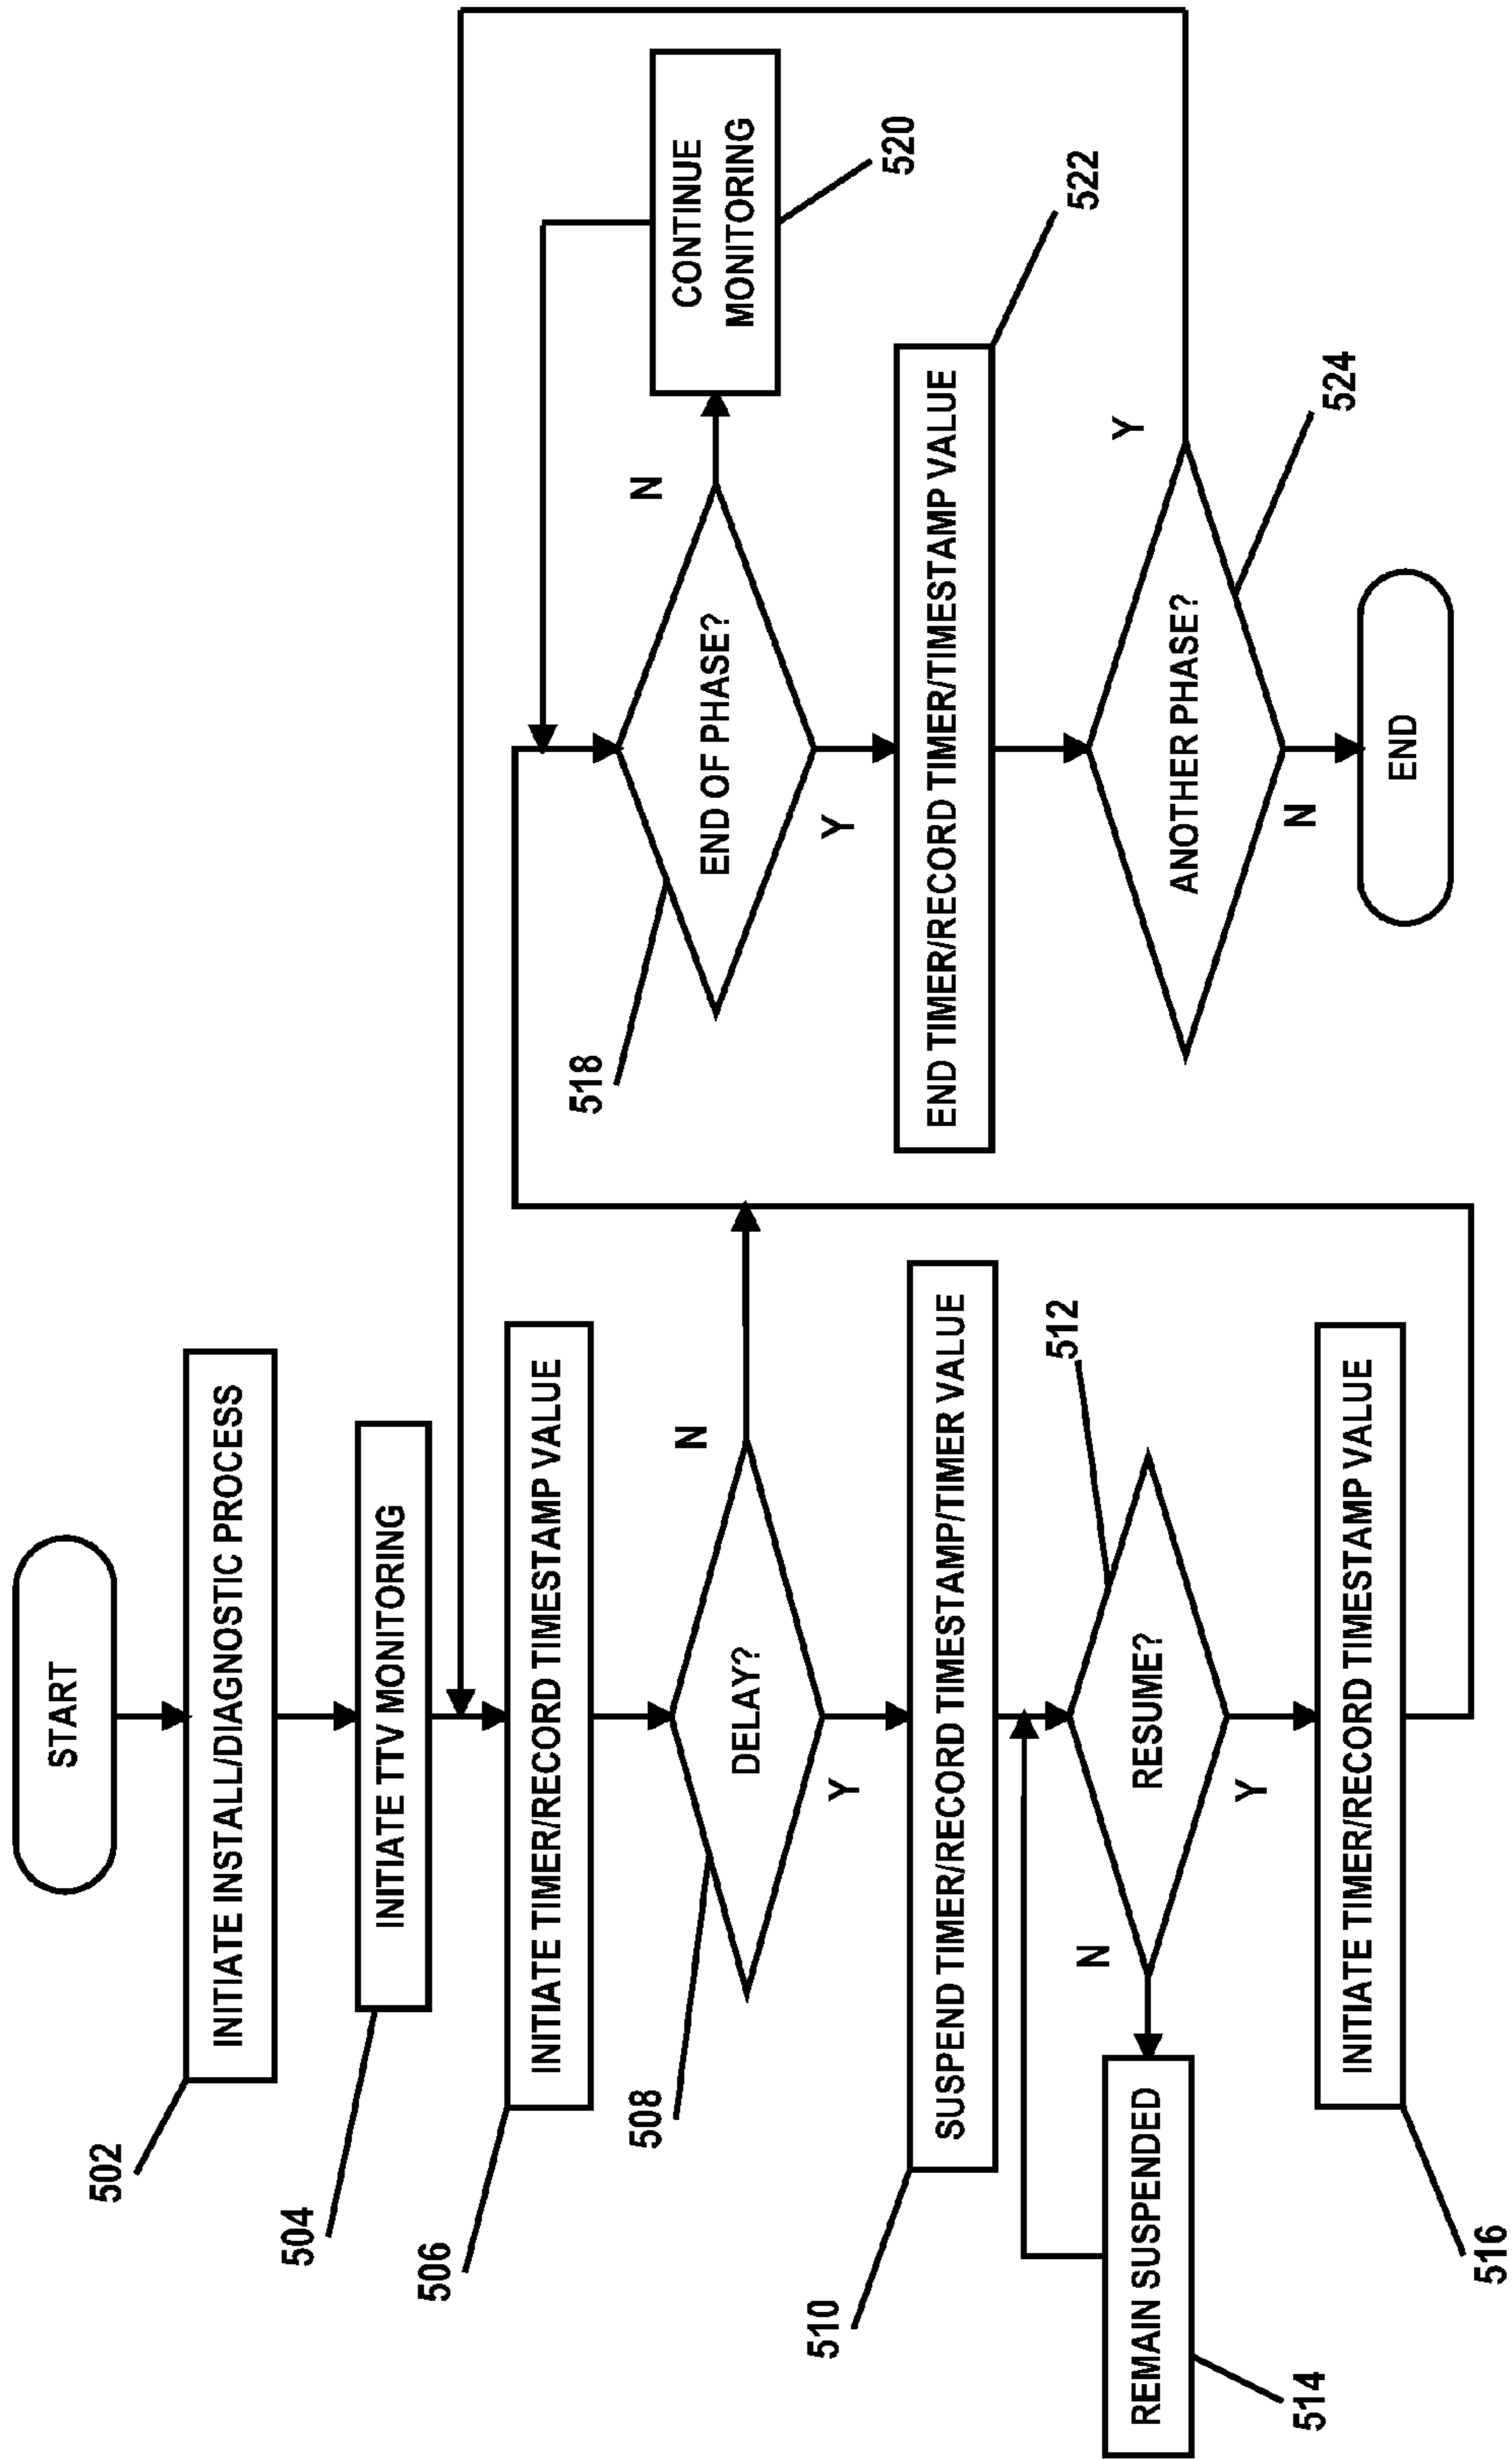 START
502
INITIATE INSTALL/DIAGNOSTIC PROCESS
504
INITIATE TTV MONITORING
506
INITIATE TIMER/RECORD TIMESTAMP VALUE
508
DELAY?
N
Y
510
SUSPEND TIMER/RECORD TIMESTAMP/TIMER VALUE
512
RESUME?
N
Y
514
REMAIN SUSPENDED
516
INITIATE TIMER/RECORD TIMESTAMP VALUE
518
END OF PHASE?
N
Y
520
CONTINUE
MONITORING
522
END TIMER/RECORD TIMER/TIMESTAMP VALUE
524
ANOTHER PHASE?
Y
N
END